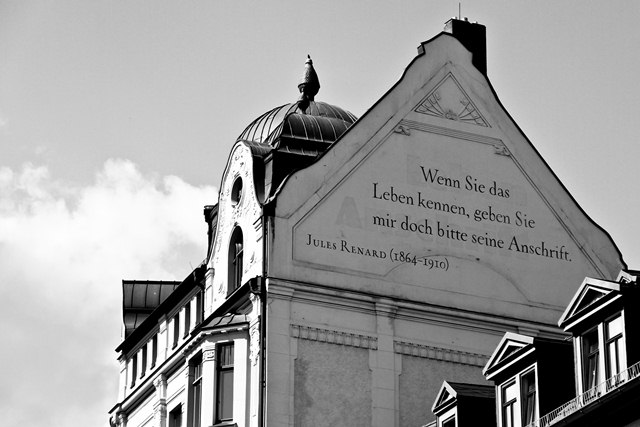 Wenn Sie das
Leben kennen, geben Sie
mir doch bitte seine Anschrift.
Jules Renard (1864–1910)